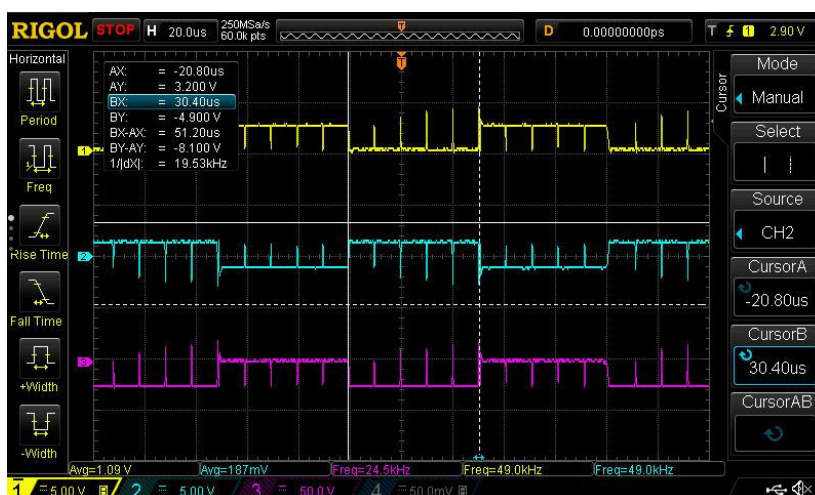 RIGOL STOP H 20.0us 250MSa/s 60.0k pts D 0.00000000ps T 1 2.90 V
Horizontal
Period
Freq
Rise Time
Fall Time
+Width
-Width
AX: = -20.80us
AY: = 3.200 V
BX: = 30.40us
BY: = -4.900 V
BX-AX: = 51.20us
BY-AY: = -8.100 V
1/|dX|: = 19.53kHz
T
1
2
3
T
Cursor
Mode
Manual
Select
Source
CH2
CursorA
-20.80us
CursorB
30.40us
CursorAB
Avg=1.09 V Avg=187mV Freq=24.5kHz Freq=49.0kHz Freq=49.0kHz
1 5.00 V B 2 5.00 V 3 50.0 V 4 50.0mV B